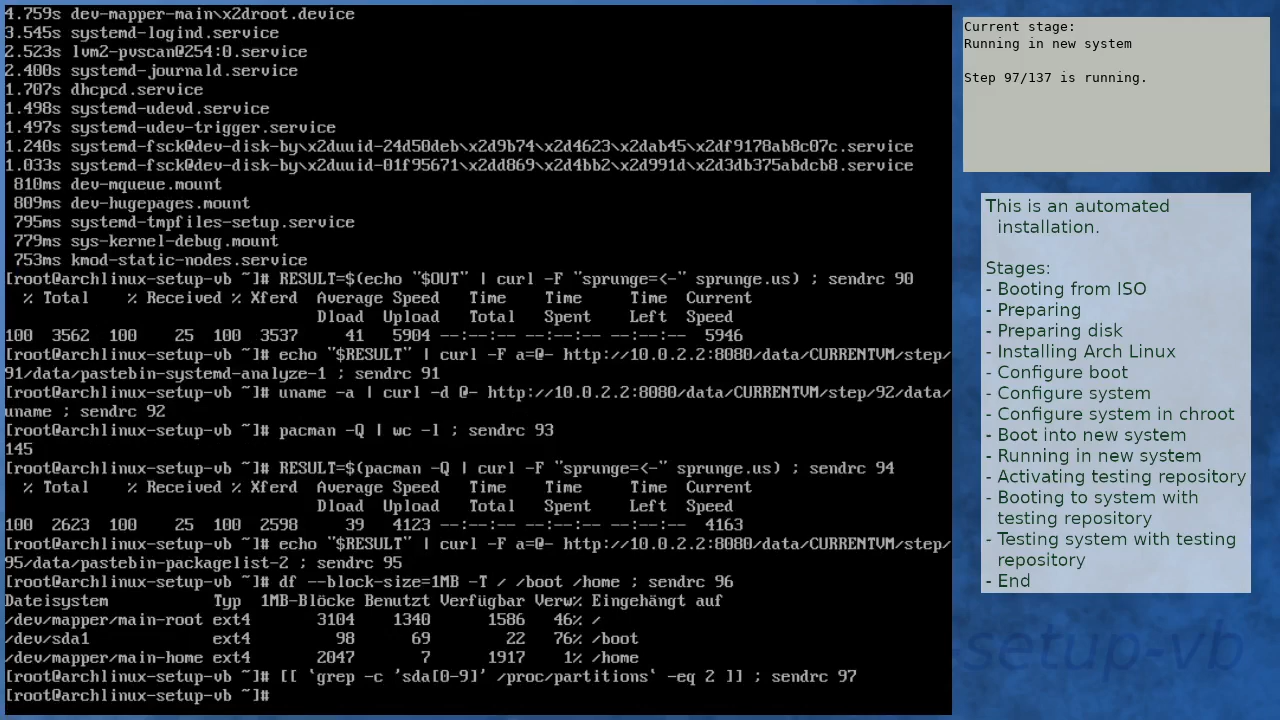 4.759s dev-mapper-main\x2droot.device
3.545s systemd-logind.service
2.523s lvm2-pvscan@254:0.service
2.400s systemd-journald.service
1.707s dhcpcd.service
1.498s systemd-udevd.service
1.497s systemd-udev-trigger.service
1.240s systemd-fsck@dev-disk-by\x2duuid-24d50deb\x2d9b74\x2d4623\x2dab45\x2df9178ab8c07c.service
1.033s systemd-fsck@dev-disk-by\x2duuid-01f95671\x2dd869\x2d4bb2\x2d991d\x2d3db375abdcb8.service
810ms dev-mqueue.mount
809ms dev-hugepages.mount
795ms systemd-tmpfiles-setup.service
779ms sys-kernel-debug.mount
753ms kmod-static-nodes.service
[root@archlinux-setup-vb ~]# RESULT=$(echo "$OUT" | curl -F "sprunge=<-" sprunge.us) ; sendrc 90
% Total    % Received % Xferd  Average Speed   Time    Time     Time  Current
Dload  Upload   Total   Spent    Left  Speed
100  3562  100    25  100  3537     41   5904 --:--:-- --:--:-- --:--:--  5946
[root@archlinux-setup-vb ~]# echo "$RESULT" | curl -F a=@- http://10.0.2.2:8080/data/CURRENTVM/step/
91/data/pastebin-systemd-analyze-1 ; sendrc 91
[root@archlinux-setup-vb ~]# uname -a | curl -d @- http://10.0.2.2:8080/data/CURRENTVM/step/92/data/
uname ; sendrc 92
[root@archlinux-setup-vb ~]# pacman -Q | wc -l ; sendrc 93
145
[root@archlinux-setup-vb ~]# RESULT=$(pacman -Q | curl -F "sprunge=<-" sprunge.us) ; sendrc 94
% Total    % Received % Xferd  Average Speed   Time    Time     Time  Current
Dload  Upload   Total   Spent    Left  Speed
100  2623  100    25  100  2598     39   4123 --:--:-- --:--:-- --:--:--  4163
[root@archlinux-setup-vb ~]# echo "$RESULT" | curl -F a=@- http://10.0.2.2:8080/data/CURRENTVM/step/
95/data/pastebin-packagelist-2 ; sendrc 95
[root@archlinux-setup-vb ~]# df --block-size=1MB -T / /boot /home ; sendrc 96
Dateisystem           Typ  1MB-Blöcke Benutzt Verfügbar Verw% Eingehängt auf
/dev/mapper/main-root ext4       3104    1340      1586   46% /
/dev/sda1             ext4         98      69        22   76% /boot
/dev/mapper/main-home ext4       2047       7      1917    1% /home
[root@archlinux-setup-vb ~]# [[ `grep -c 'sda[0-9]' /proc/partitions` -eq 2 ]] ; sendrc 97
[root@archlinux-setup-vb ~]#
Current stage:
Running in new system
Step 97/137 is running.
This is an automated
installation.
Stages:
- Booting from ISO
- Preparing
- Preparing disk
- Installing Arch Linux
- Configure boot
- Configure system
- Configure system in chroot
- Boot into new system
- Running in new system
- Activating testing repository
- Booting to system with
testing repository
- Testing system with testing
repository
- End
setup-vb